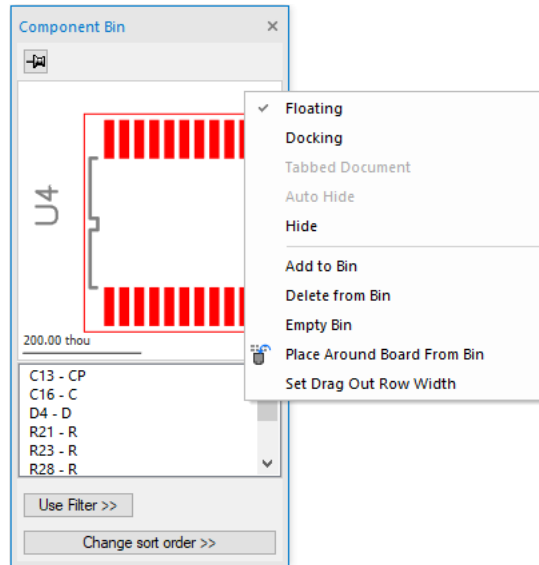 Component Bin
U4
200.00 thou
Floating
Docking
Tabbed Document
Auto Hide
Hide
Add to Bin
Delete from Bin
Empty Bin
Place Around Board From Bin
Set Drag Out Row Width
C13 - CP
C16 - C
D4 - D
R21 - R
R23 - R
R28 - R
Use Filter >>
Change sort order >>